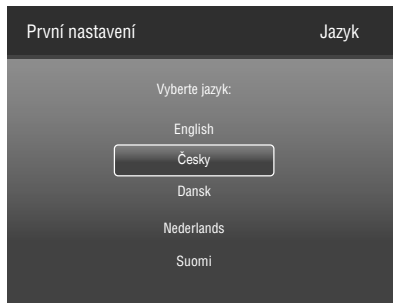 První nastavení Jazyk
Vyberte jazyk:
English
Česky
Dansk
Nederlands
Suomi